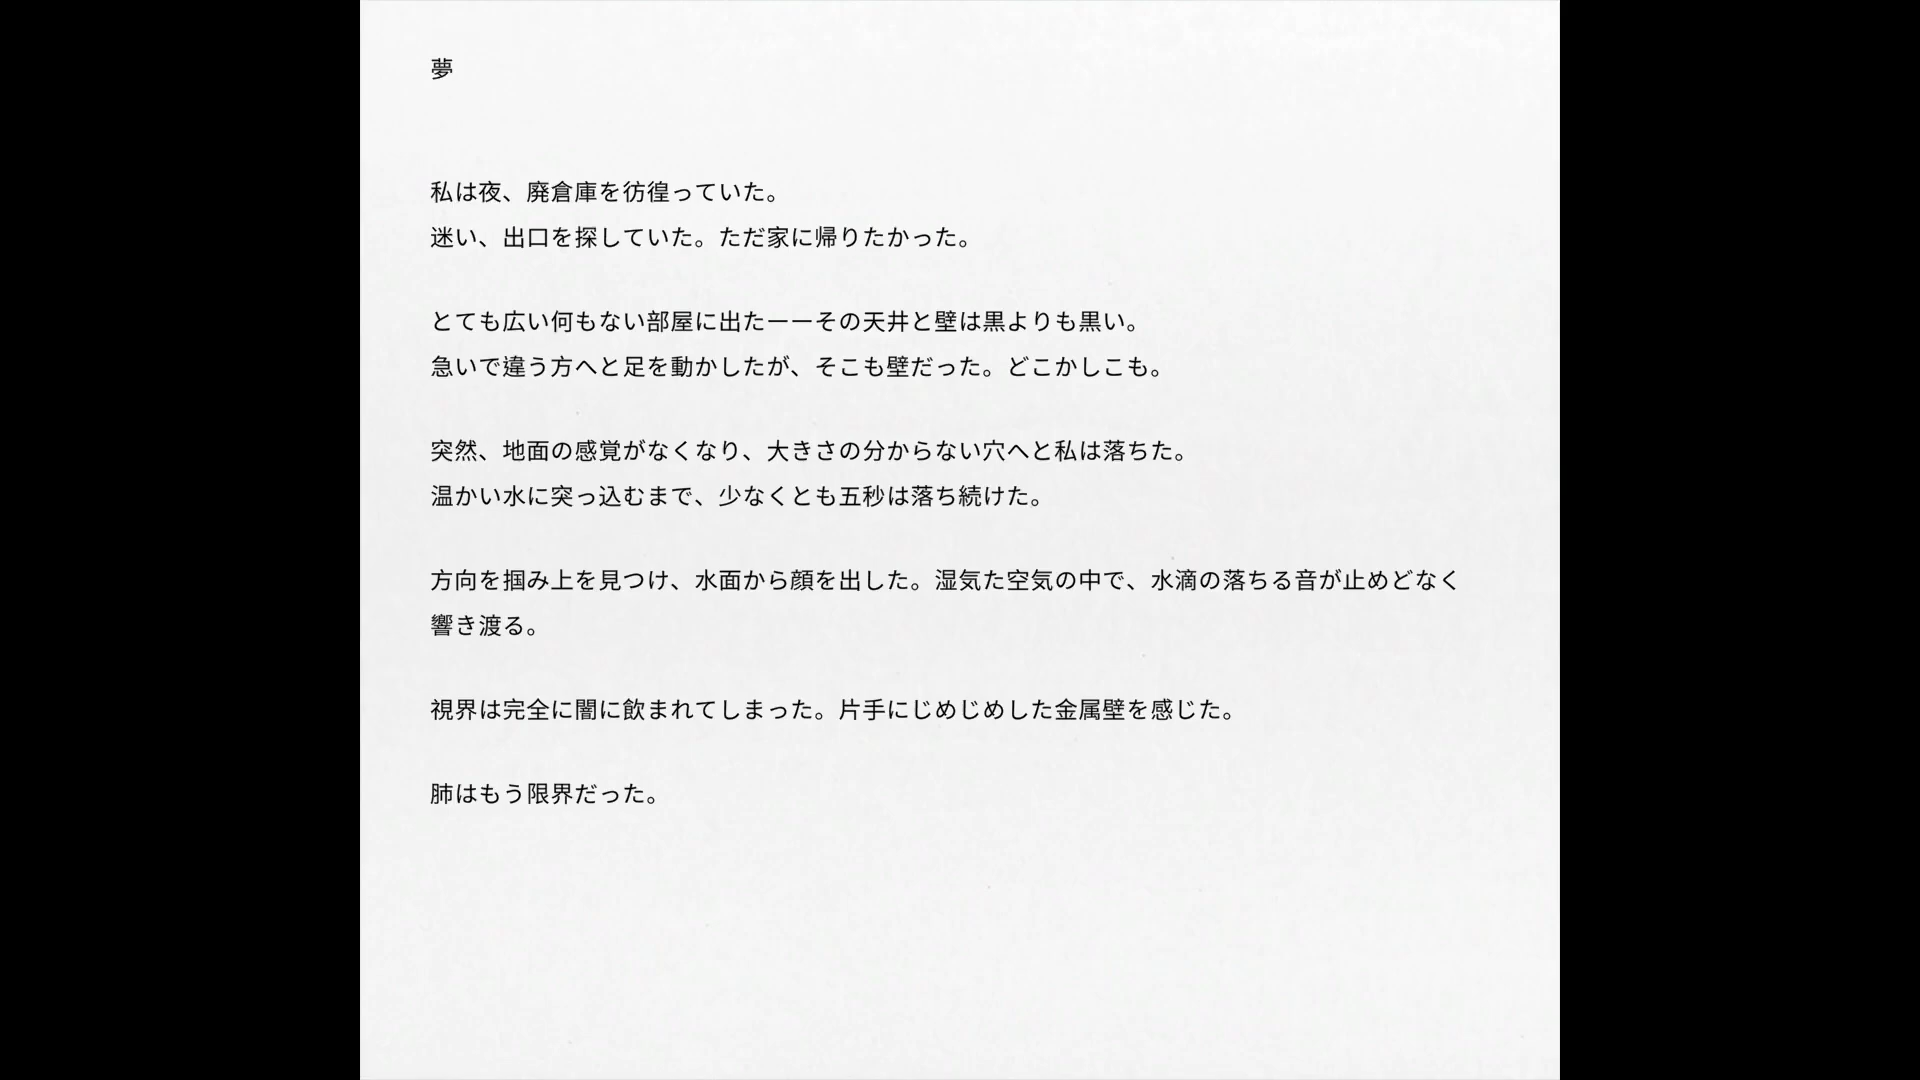 夢
私は夜、廃倉庫を彷徨っていた。
迷い、出口を探していた。ただ家に帰りたかった。
とても広い何もない部屋に出たーーその天井と壁は黒よりも黒い。
急いで違う方へと足を動かしたが、そこも壁だった。どこかしこも。
突然、地面の感覚がなくなり、大きさの分からない穴へと私は落ちた。
温かい水に突っ込むまで、少なくとも五秒は落ち続けた。
方向を掴み上を見つけ、水面から顔を出した。湿気た空気の中で、水滴の落ちる音が止めどなく
響き渡る。
視界は完全に闇に飲まれてしまった。片手にじめじめした金属壁を感じた。
肺はもう限界だった。